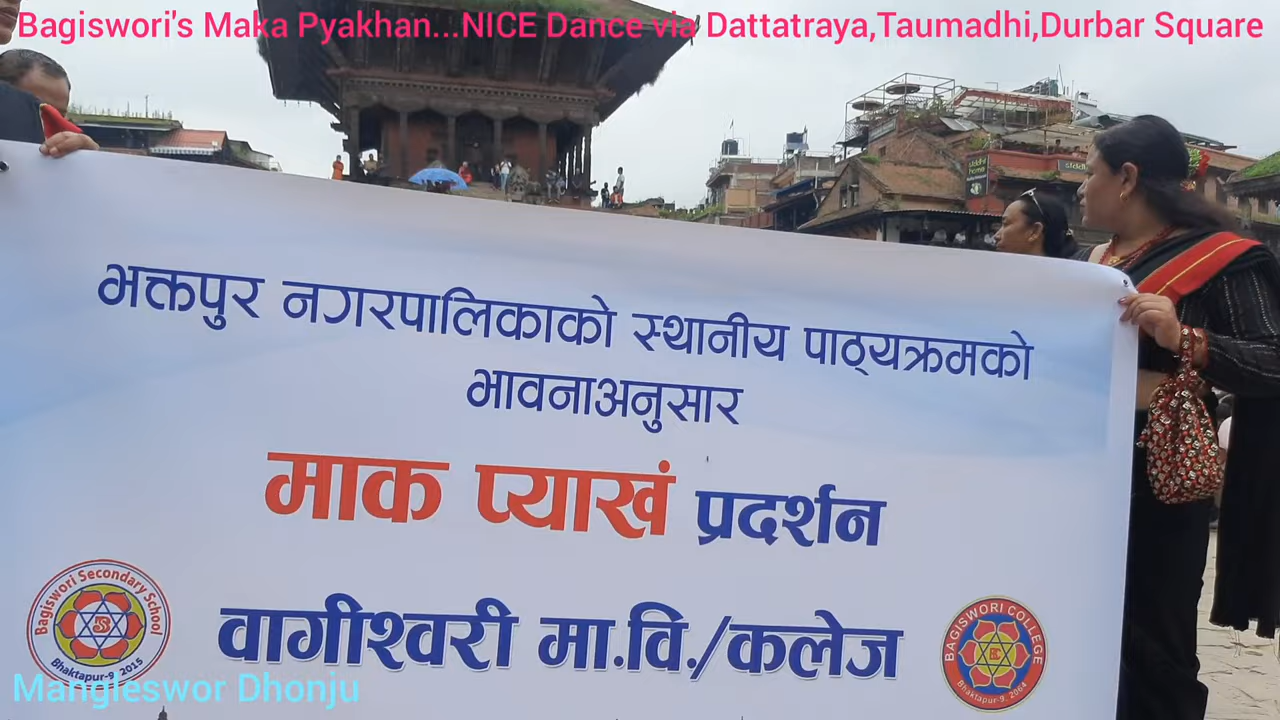 Bagiswori's Maka Pyakhan...NICE Dance via Dattatraya,Taumadhi,Durbar Square
भक्तपुर नगरपालिकाको स्थानीय पाठ्यक्रमको
भावनाअनुसार
माक प्याखं प्रदर्शन
वागीश्वरी मा.वि./कलेज
Bagiswori Secondary School
Bhaktapur-9, 2015
BAGISWORI COLLEGE
Bhaktapur-9, 2064
Mangleswor Dhonju